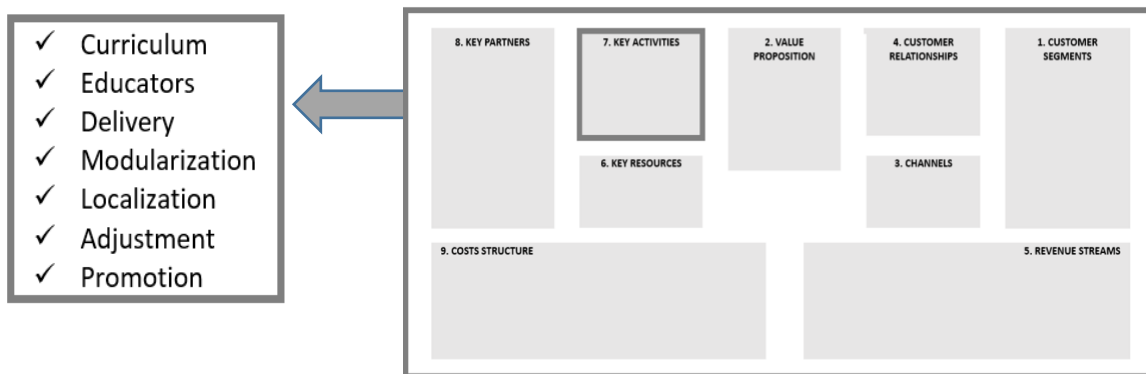 ✓ Curriculum
✓ Educators
✓ Delivery
✓ Modularization
✓ Localization
✓ Adjustment
✓ Promotion
8. KEY PARTNERS
7. KEY ACTIVITIES
2. VALUE
PROPOSITION
4. CUSTOMER
RELATIONSHIPS
1. CUSTOMER
SEGMENTS
6. KEY RESOURCES
3. CHANNELS
9. COSTS STRUCTURE
5. REVENUE STREAMS